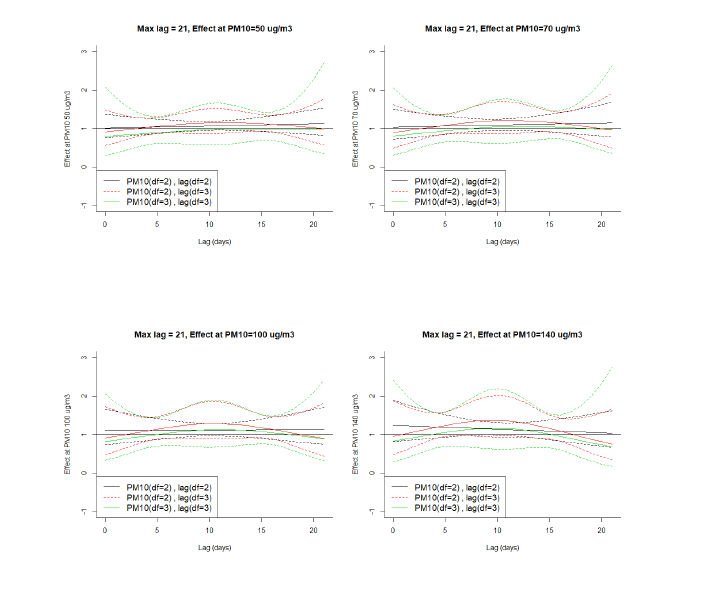 Max lag = 21, Effect at PM10=50 ug/m3
Effect at PM10 50 ug/m3
3
2
1
0
-1
PM10(df=2) , lag(df=2)
PM10(df=2) , lag(df=3)
PM10(df=3) , lag(df=3)
0 5 10 15 20
Lag (days)
Max lag = 21, Effect at PM10=70 ug/m3
Effect at PM10 70 ug/m3
3
2
1
0
-1
PM10(df=2) , lag(df=2)
PM10(df=2) , lag(df=3)
PM10(df=3) , lag(df=3)
0 5 10 15 20
Lag (days)
Max lag = 21, Effect at PM10=100 ug/m3
Effect at PM10 100 ug/m3
3
2
1
0
-1
PM10(df=2) , lag(df=2)
PM10(df=2) , lag(df=3)
PM10(df=3) , lag(df=3)
0 5 10 15 20
Lag (days)
Max lag = 21, Effect at PM10=140 ug/m3
Effect at PM10 140 ug/m3
3
2
1
0
-1
PM10(df=2) , lag(df=2)
PM10(df=2) , lag(df=3)
PM10(df=3) , lag(df=3)
0 5 10 15 20
Lag (days)